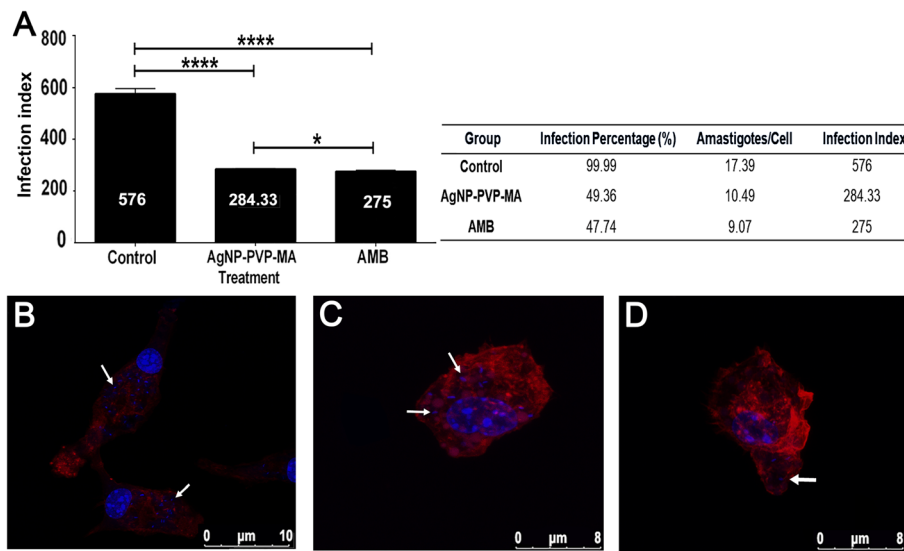 A
Infection index
800
600
400
200
0
****
****
*
576
284.33
275
Control
AgNP-PVP-MA
Treatment
AMB
Group Infection Percentage (%) Amastigotes/Cell Infection Index
Control 99.99 17.39 576
AgNP-PVP-MA 49.36 10.49 284.33
AMB 47.74 9.07 275
B
0 µm 10
C
0 µm 8
D
0 µm 8